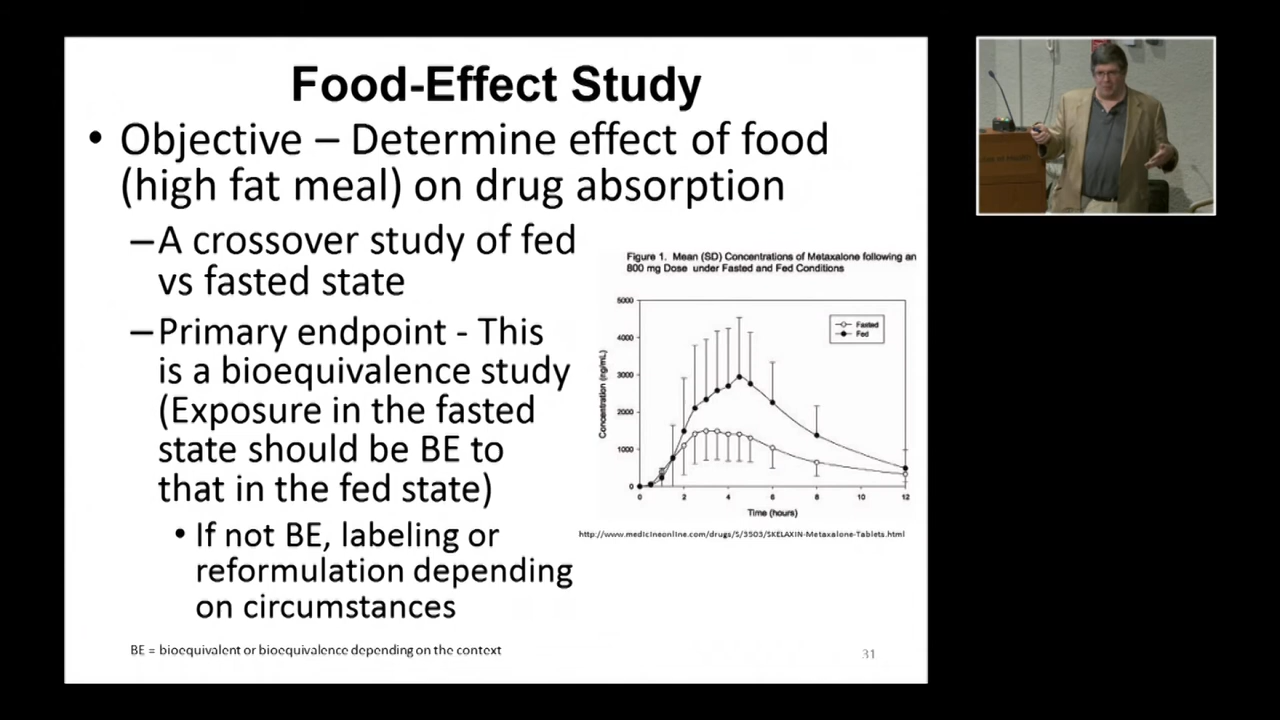 Food-Effect Study
• Objective – Determine effect of food
(high fat meal) on drug absorption
–A crossover study of fed
vs fasted state
–Primary endpoint - This
is a bioequivalence study
(Exposure in the fasted
state should be BE to
that in the fed state)
• If not BE, labeling or
reformulation depending
on circumstances
Figure 1. Mean (SD) Concentrations of Metaxalone following an
800 mg Dose under Fasted and Fed Conditions
5000
4000
3000
2000
1000
0
Concentration (ng/mL)
Fasted
Fed
0 2 4 6 8 10 12
Time (hours)
http://www.medicineonline.com/drugs/S/3503/SKELAXIN-Metaxalone-Tablets.html
BE = bioequivalent or bioequivalence depending on the context
31